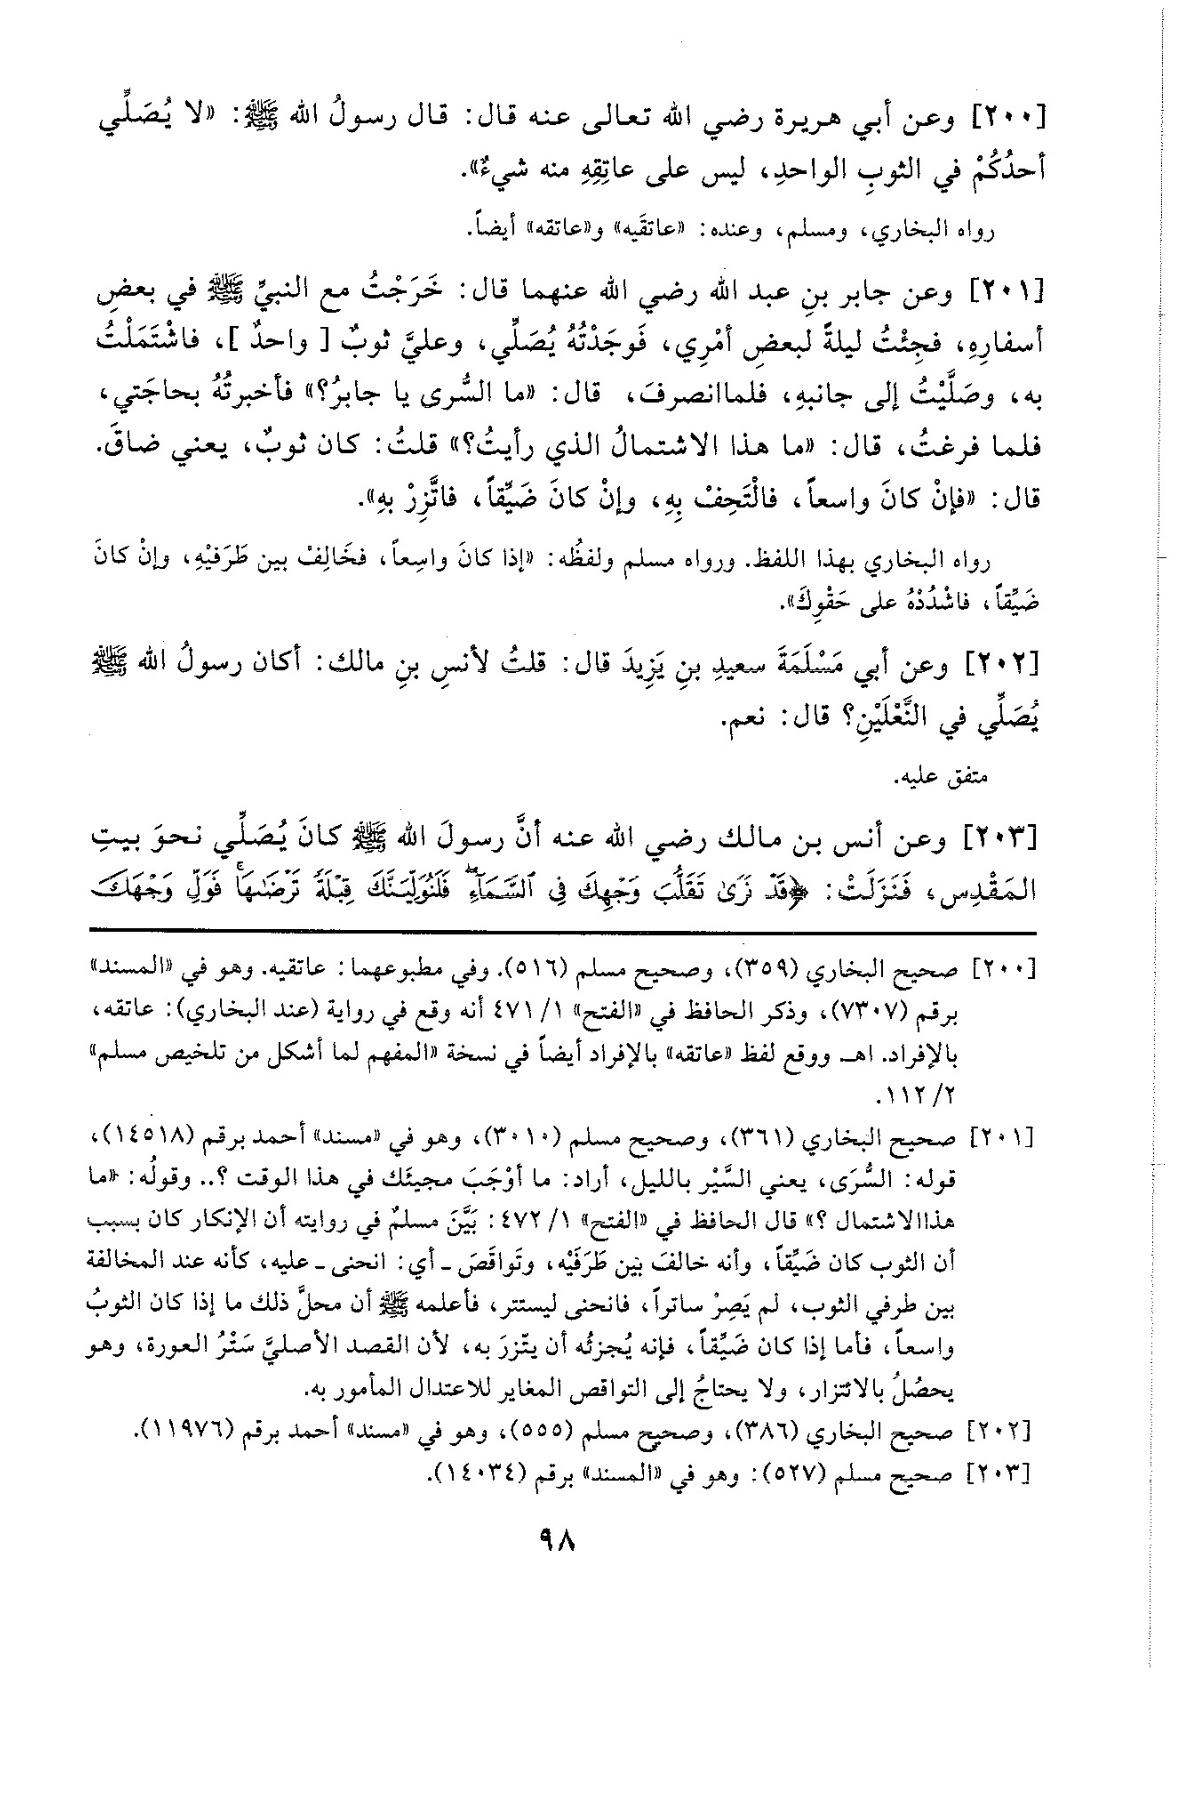 [٢٠٠] وعن أبي هريرة رضي الله تعالى عنه قال: قال رسولُ الله ﷺ: «لا يُصَلِّي
أحدُكُمْ في الثوبِ الواحدِ، ليس على عاتِقِهِ منه شيءٌ».
رواه البخاري، ومسلم، وعنده: «عاتقَيه» و«عاتقه» أيضاً.
[٢٠١] وعن جابر بنِ عبد الله رضي الله عنهما قال: خَرَجْتُ مع النبيِّ ﷺ في بعضِ
أسفارِهِ، فجِئْتُ ليلةً لبعضِ أمْرِي، فَوجَدْتُهُ يُصَلِّي، وعليَّ ثوبٌ [ واحدٌ ]، فاشْتَمَلْتُ
به، وصَلَّيْتُ إلى جانبهِ، فلما انصرفَ، قال: «ما السُّرى يا جابرُ؟» فأخبرتُهُ بحاجَتي،
فلما فرغتُ، قال: «ما هذا الاشتمالُ الذي رأيتُ؟» قلتُ: كان ثوبٌ، يعني ضاقَ.
قال: «فإنْ كانَ واسعاً، فالْتَحِفْ بِهِ، وإنْ كانَ ضَيِّقاً، فاتَّزِرْ بهِ».
رواه البخاري بهذا اللفظ. ورواه مسلم ولفظُه: «إذا كانَ واسِعاً، فخَالِفْ بين طَرَفَيْهِ، وإنْ كانَ
ضَيِّقاً، فاشْدُدْهُ على حَقْوِكَ».
[٢٠٢] وعن أبي مَسْلَمَةَ سعيدِ بنِ يَزِيدَ قال: قلتُ لأنسِ بنِ مالك: أكان رسولُ الله ﷺ
يُصَلِّي في النَّعْلَيْنِ؟ قال: نعم.
متفق عليه.
[٢٠٣] وعن أنس بن مالك رضي الله عنه أنَّ رسولَ الله ﷺ كانَ يُصَلِّي نحوَ بيتِ
المَقْدِس، فَنَزَلَتْ: ﴿قَدْ نَرَىٰ تَقَلُّبَ وَجْهِكَ فِي ٱلسَّمَآءِۖ فَلَنُوَلِّيَنَّكَ قِبْلَةً تَرْضَىٰهَاۚ فَوَلِّ وَجْهَكَ
[٢٠٠] صحيح البخاري (٣٥٩)، وصحيح مسلم (٥١٦). وفي مطبوعهما: عاتقيه. وهو في «المسند»
برقم (٧٣٠٧)، وذكر الحافظ في «الفتح» ١/ ٤٧١ أنه وقع في رواية (عند البخاري): عاتقه،
بالإفراد. اهـ ووقع لفظ «عاتقه» بالإفراد أيضاً في نسخة «المفهم لما أشكل من تلخيص مسلم»
٢/ ١١٢.
[٢٠١] صحيح البخاري (٣٦١)، وصحيح مسلم (٣٠١٠)، وهو في «مسند» أحمد برقم (١٤٥١٨)،
قوله: السُّرَى، يعني السَّيْر بالليل، أراد: ما أوْجَبَ مجيئَك في هذا الوقت ؟.. وقولُه: «ما
هذا الاشتمال ؟» قال الحافظ في «الفتح» ١/ ٤٧٢: بَيَّنَ مسلمٌ في روايته أن الإنكار كان بسبب
أن الثوب كان ضَيِّقاً، وأنه خالفَ بين طَرَفَيْه، وتَواقَصَ ـ أي: انحنى ـ عليه، كأنه عند المخالفة
بين طرفي الثوب، لم يَصِرْ ساتراً، فانحنى ليستتر، فأعلمه ﷺ أن محلَّ ذلك ما إذا كان الثوبُ
واسعاً، فأما إذا كان ضَيِّقاً، فإنه يُجزئُه أن يتّزرَ به، لأن القصد الأصليَّ سَتْرُ العورة، وهو
يحصُلُ بالائتزار، ولا يحتاجُ إلى التواقص المغاير للاعتدال المأمور به.
[٢٠٢] صحيح البخاري (٣٨٦)، وصحيح مسلم (٥٥٥)، وهو في «مسند» أحمد برقم (١١٩٧٦).
[٢٠٣] صحيح مسلم (٥٢٧): وهو في «المسند» برقم (١٤٠٣٤).
٩٨